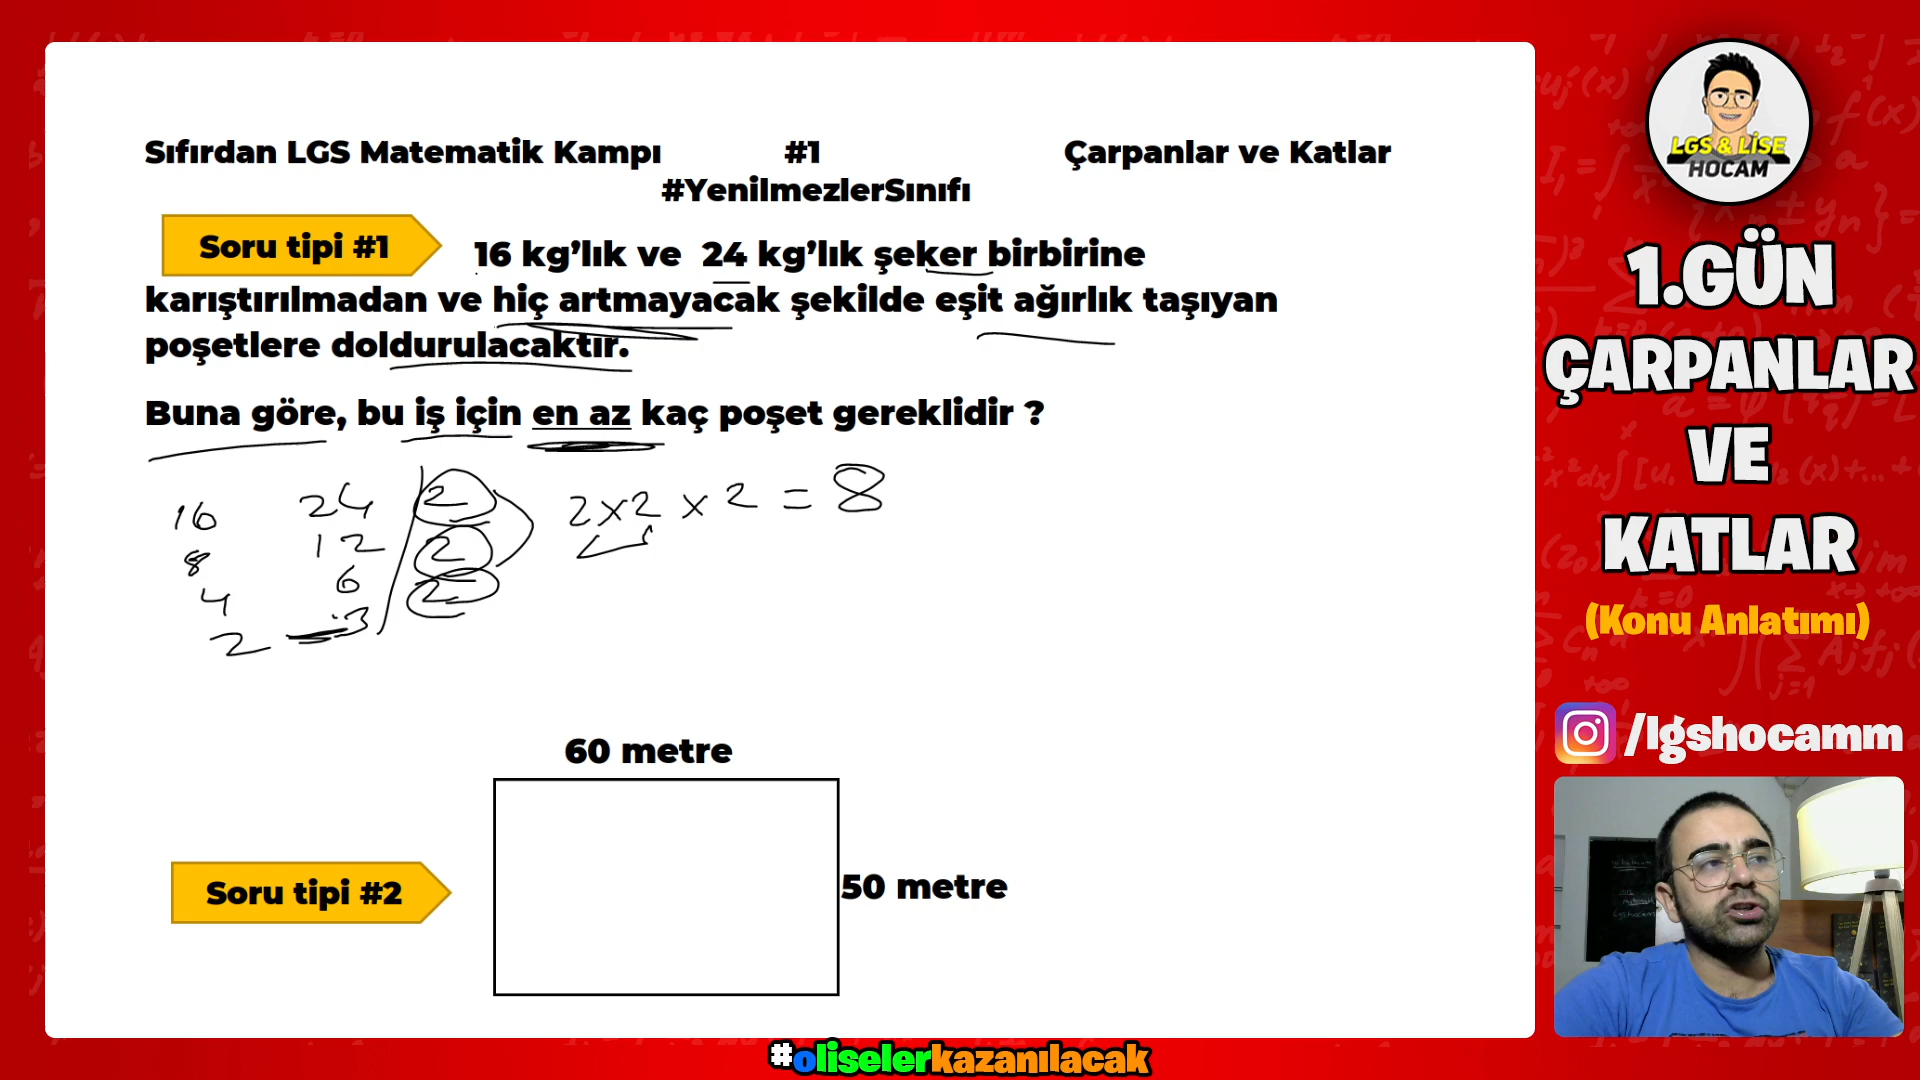 Sıfırdan LGS Matematik Kampı #1 Çarpanlar ve Katlar
#YenilmezlerSınıfı
Soru tipi #1 16 kg’lık ve 24 kg’lık şeker birbirine
karıştırılmadan ve hiç artmayacak şekilde eşit ağırlık taşıyan
poşetlere doldurulacaktır.
Buna göre, bu iş için en az kaç poşet gereklidir ?
16 24 2 2 x 2 x 2 = 8
8 12 2
4 6 2
2 3
60 metre
50 metre
Soru tipi #2
LGS & LİSE
HOCAM
1.GÜN
ÇARPANLAR
VE
KATLAR
(Konu Anlatımı)
/lgshocamm
#oliselerkazanılacak